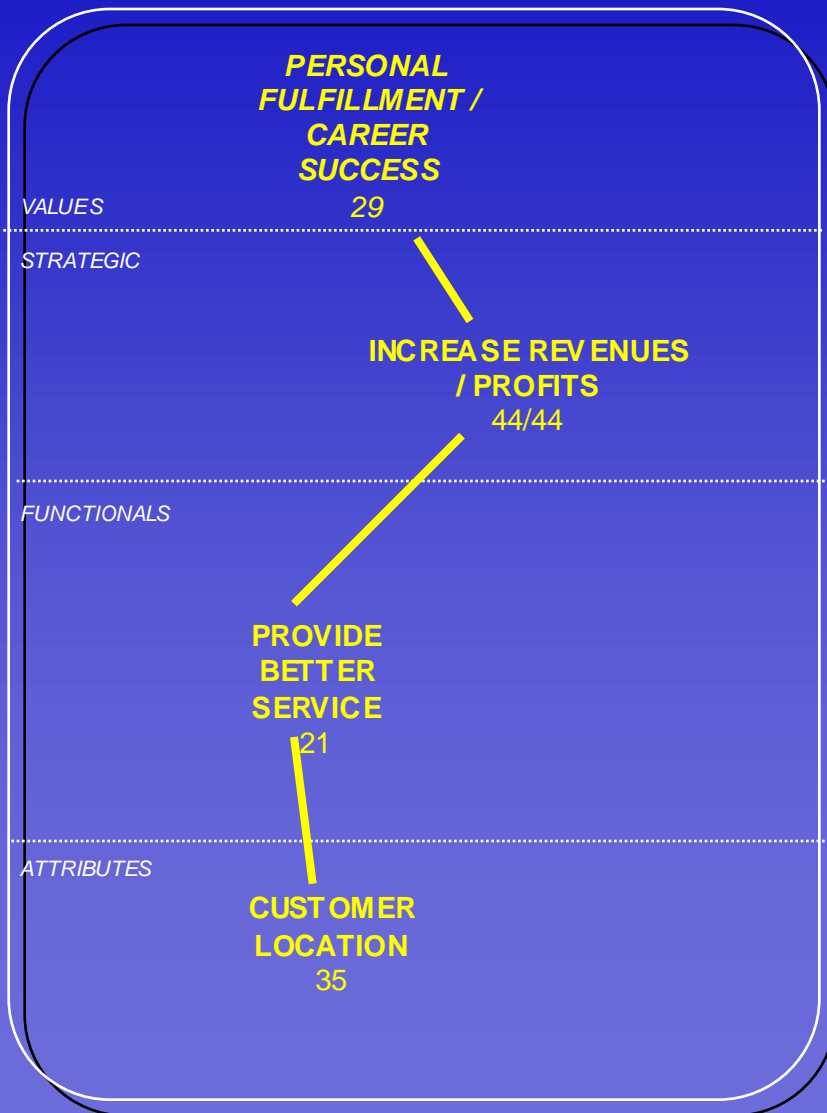 PERSONAL
FULFILLMENT /
CAREER
SUCCESS
29
VALUES
STRATEGIC
INCREASE REVENUES
/ PROFITS
44/44
FUNCTIONALS
PROVIDE
BETTER
SERVICE
21
ATTRIBUTES
CUSTOMER
LOCATION
35